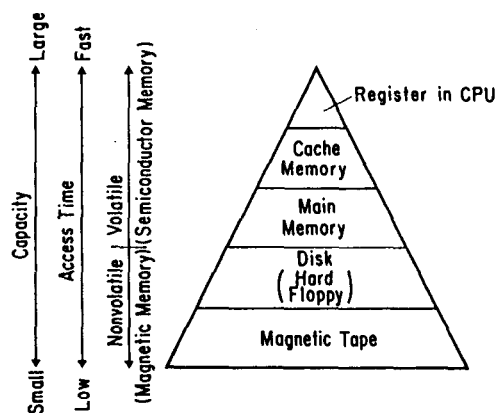 Large
Capacity
Small
Fast
Access Time
Low
Nonvolatile / Volatile
(Magnetic Memory) (Semiconductor Memory)
Register in CPU
Cache
Memory
Main
Memory
Disk
( Hard
Floppy )
Magnetic Tape